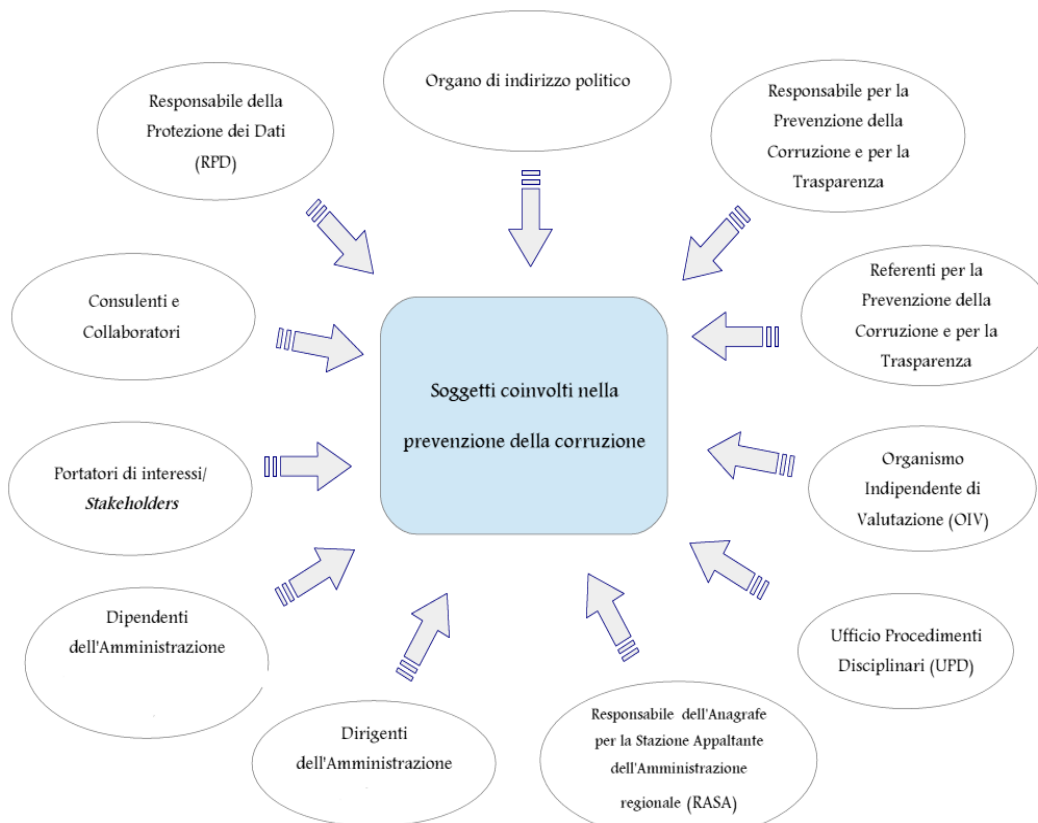 Organo di indirizzo politico
Responsabile per la
Prevenzione della
Corruzione e per la
Trasparenza
Referenti per la
Prevenzione della
Corruzione e per la
Trasparenza
Organismo
Indipendente di
Valutazione (OIV)
Ufficio Procedimenti
Disciplinari (UPD)
Responsabile dell'Anagrafe
per la Stazione Appaltante
dell'Amministrazione
regionale (RASA)
Dirigenti
dell'Amministrazione
Dipendenti
dell'Amministrazione
Portatori di interessi/
Stakeholders
Consulenti e
Collaboratori
Responsabile della
Protezione dei Dati
(RPD)
Soggetti coinvolti nella
prevenzione della corruzione